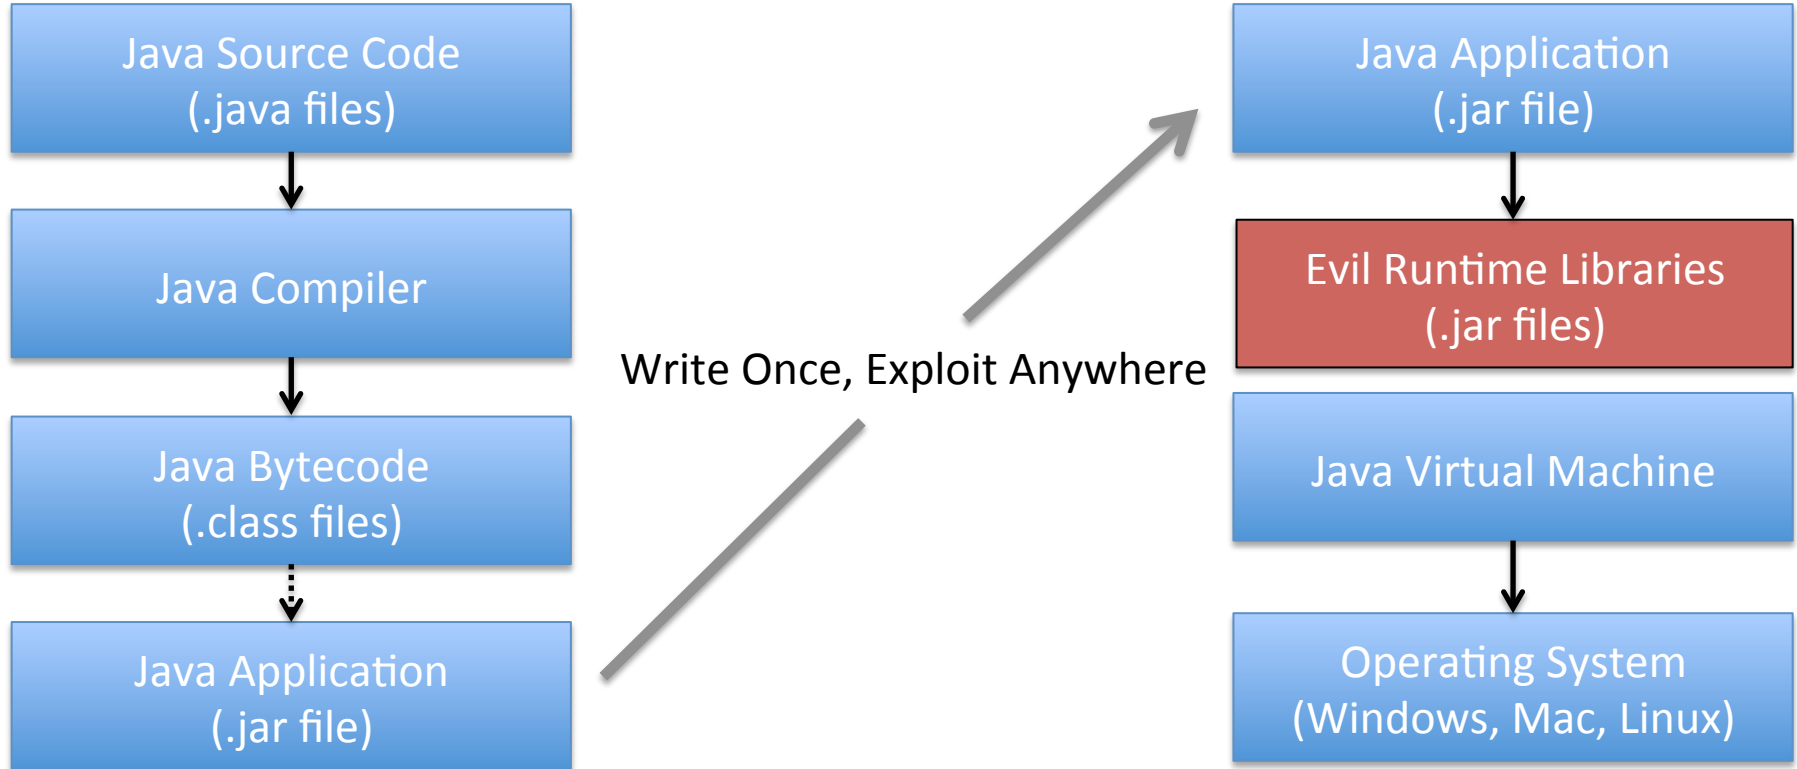 Java Source Code
(.java files)
Java Compiler
Java Bytecode
(.class files)
Java Application
(.jar file)
Write Once, Exploit Anywhere
Java Application
(.jar file)
Evil Runtime Libraries
(.jar files)
Java Virtual Machine
Operating System
(Windows, Mac, Linux)